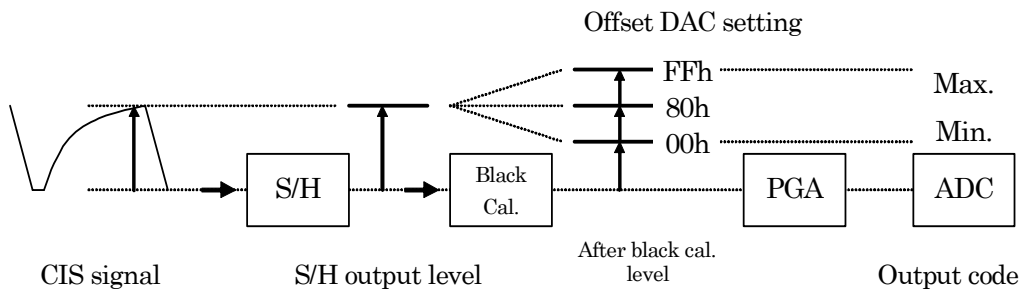 Offset DAC setting
FFh
Max.
80h
Min.
00h
S/H
Black
Cal.
PGA
ADC
After black cal.
level
CIS signal
S/H output level
Output code